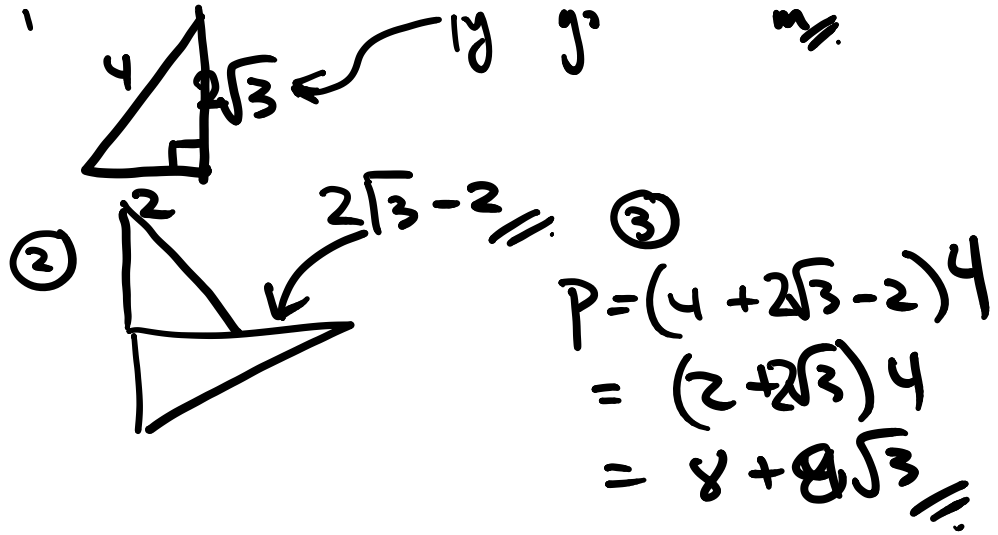 4
2√3
2
② 2√3 - 2
③
P = (4 + 2√3 - 2) 4
= (2 + 2√3) 4
= 8 + 8√3